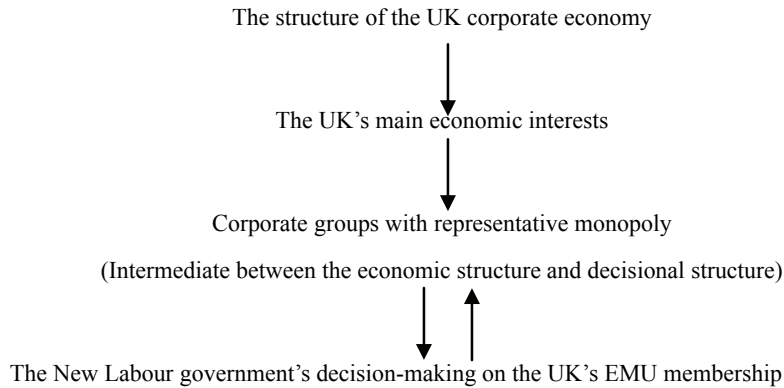 The structure of the UK corporate economy
The UK’s main economic interests
Corporate groups with representative monopoly
(Intermediate between the economic structure and decisional structure)
The New Labour government’s decision-making on the UK’s EMU membership